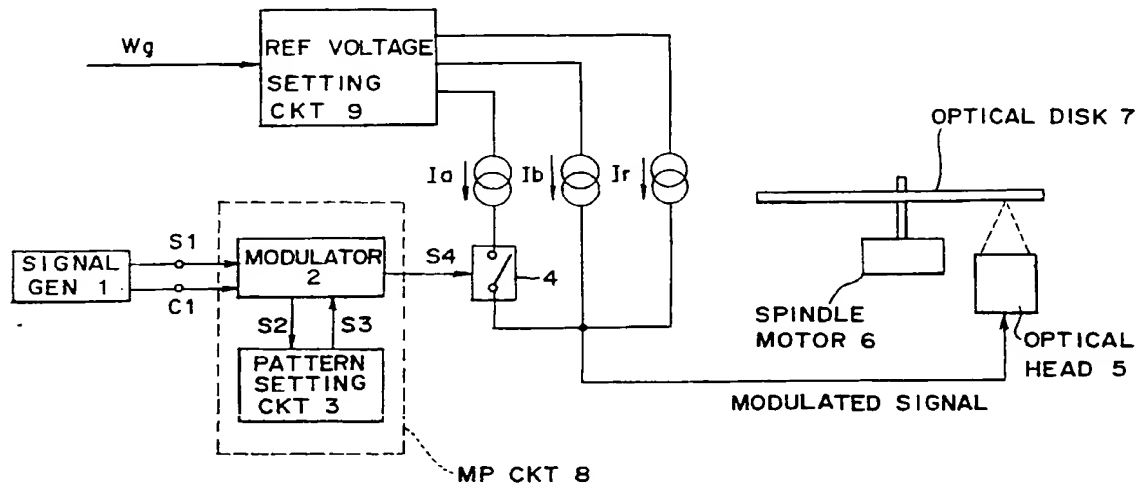 Wg
REF VOLTAGE
SETTING
CKT 9
OPTICAL DISK 7
Ia
Ib
Ir
S1
MODULATOR
2
S4
SIGNAL
GEN 1
C1
4
S2
S3
SPINDLE
MOTOR 6
OPTICAL
HEAD 5
PATTERN
SETTING
CKT 3
MODULATED SIGNAL
MP CKT 8